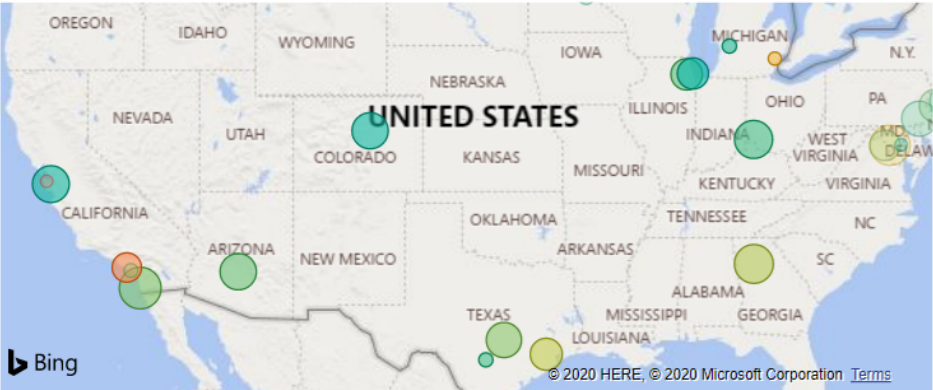 OREGON
IDAHO
WYOMING
IOWA
MICHIGAN
N.Y.
NEBRASKA
ILLINOIS
OHIO
PA
NEVADA
UTAH
UNITED STATES
INDIANA
MD.
DELAW
COLORADO
KANSAS
WEST
VIRGINIA
MISSOURI
KENTUCKY
VIRGINIA
CALIFORNIA
OKLAHOMA
TENNESSEE
NC
ARIZONA
NEW MEXICO
ARKANSAS
SC
ALABAMA
TEXAS
MISSISSIPPI
GEORGIA
LOUISIANA
Bing
© 2020 HERE, © 2020 Microsoft Corporation Terms